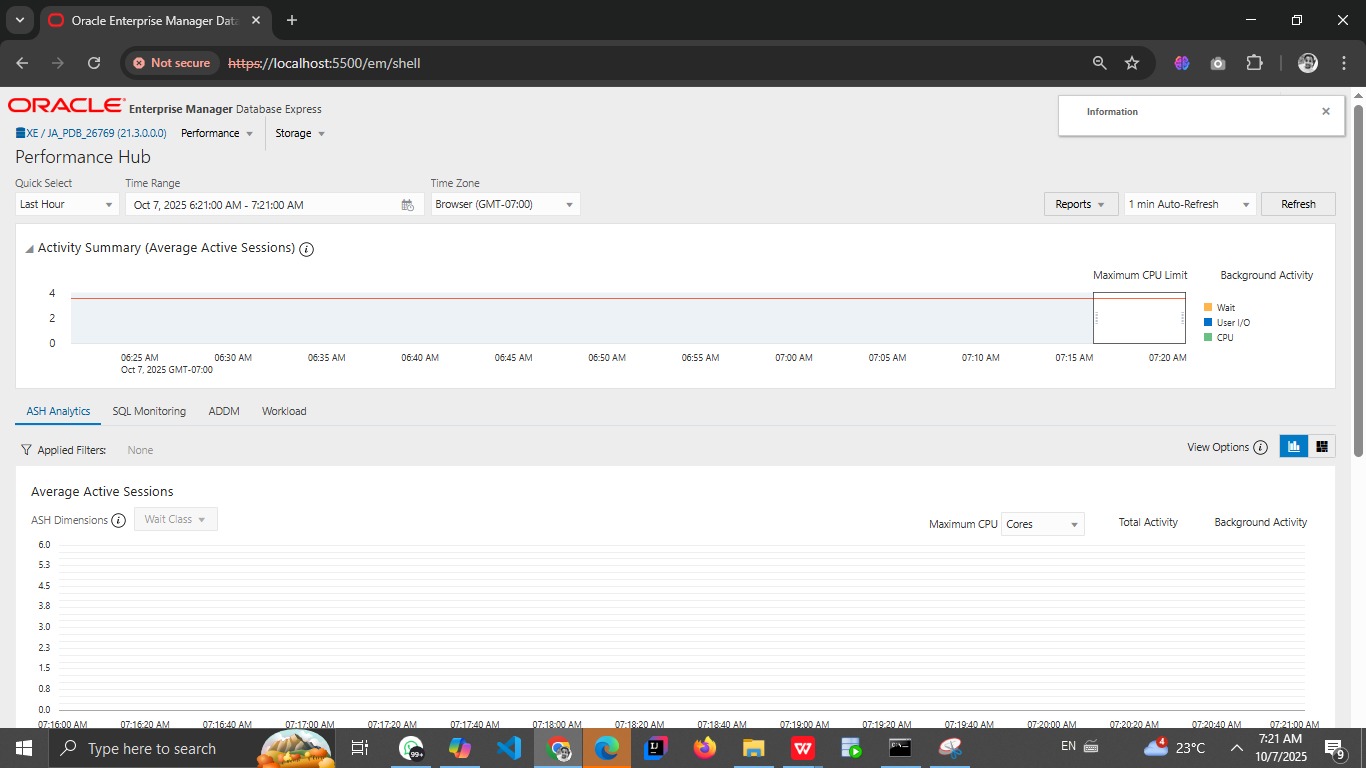 Oracle Enterprise Manager Data
Not secure https://localhost:5500/em/shell
ORACLE Enterprise Manager Database Express
Information
XE / JA_PDB_26769 (21.3.0.0.0) Performance Storage
Performance Hub
Quick Select Time Range Time Zone
Last Hour Oct 7, 2025 6:21:00 AM - 7:21:00 AM Browser (GMT-07:00) Reports 1 min Auto-Refresh Refresh
Activity Summary (Average Active Sessions)
Maximum CPU Limit Background Activity
4
2
0
Wait
User I/O
CPU
06:25 AM 06:30 AM 06:35 AM 06:40 AM 06:45 AM 06:50 AM 06:55 AM 07:00 AM 07:05 AM 07:10 AM 07:15 AM 07:20 AM
Oct 7, 2025 GMT-07:00
ASH Analytics SQL Monitoring ADDM Workload
Applied Filters: None View Options
Average Active Sessions
ASH Dimensions Wait Class Maximum CPU Cores Total Activity Background Activity
6.0
5.3
4.5
3.8
3.0
2.3
1.5
0.8
0.0
07:16:00 AM 07:16:20 AM 07:16:40 AM 07:17:00 AM 07:17:20 AM 07:17:40 AM 07:18:00 AM 07:18:20 AM 07:18:40 AM 07:19:00 AM 07:19:20 AM 07:19:40 AM 07:20:00 AM 07:20:20 AM 07:20:40 AM 07:21:00 AM
Type here to search 99+ EN 4 23°C 7:21 AM
10/7/2025 9